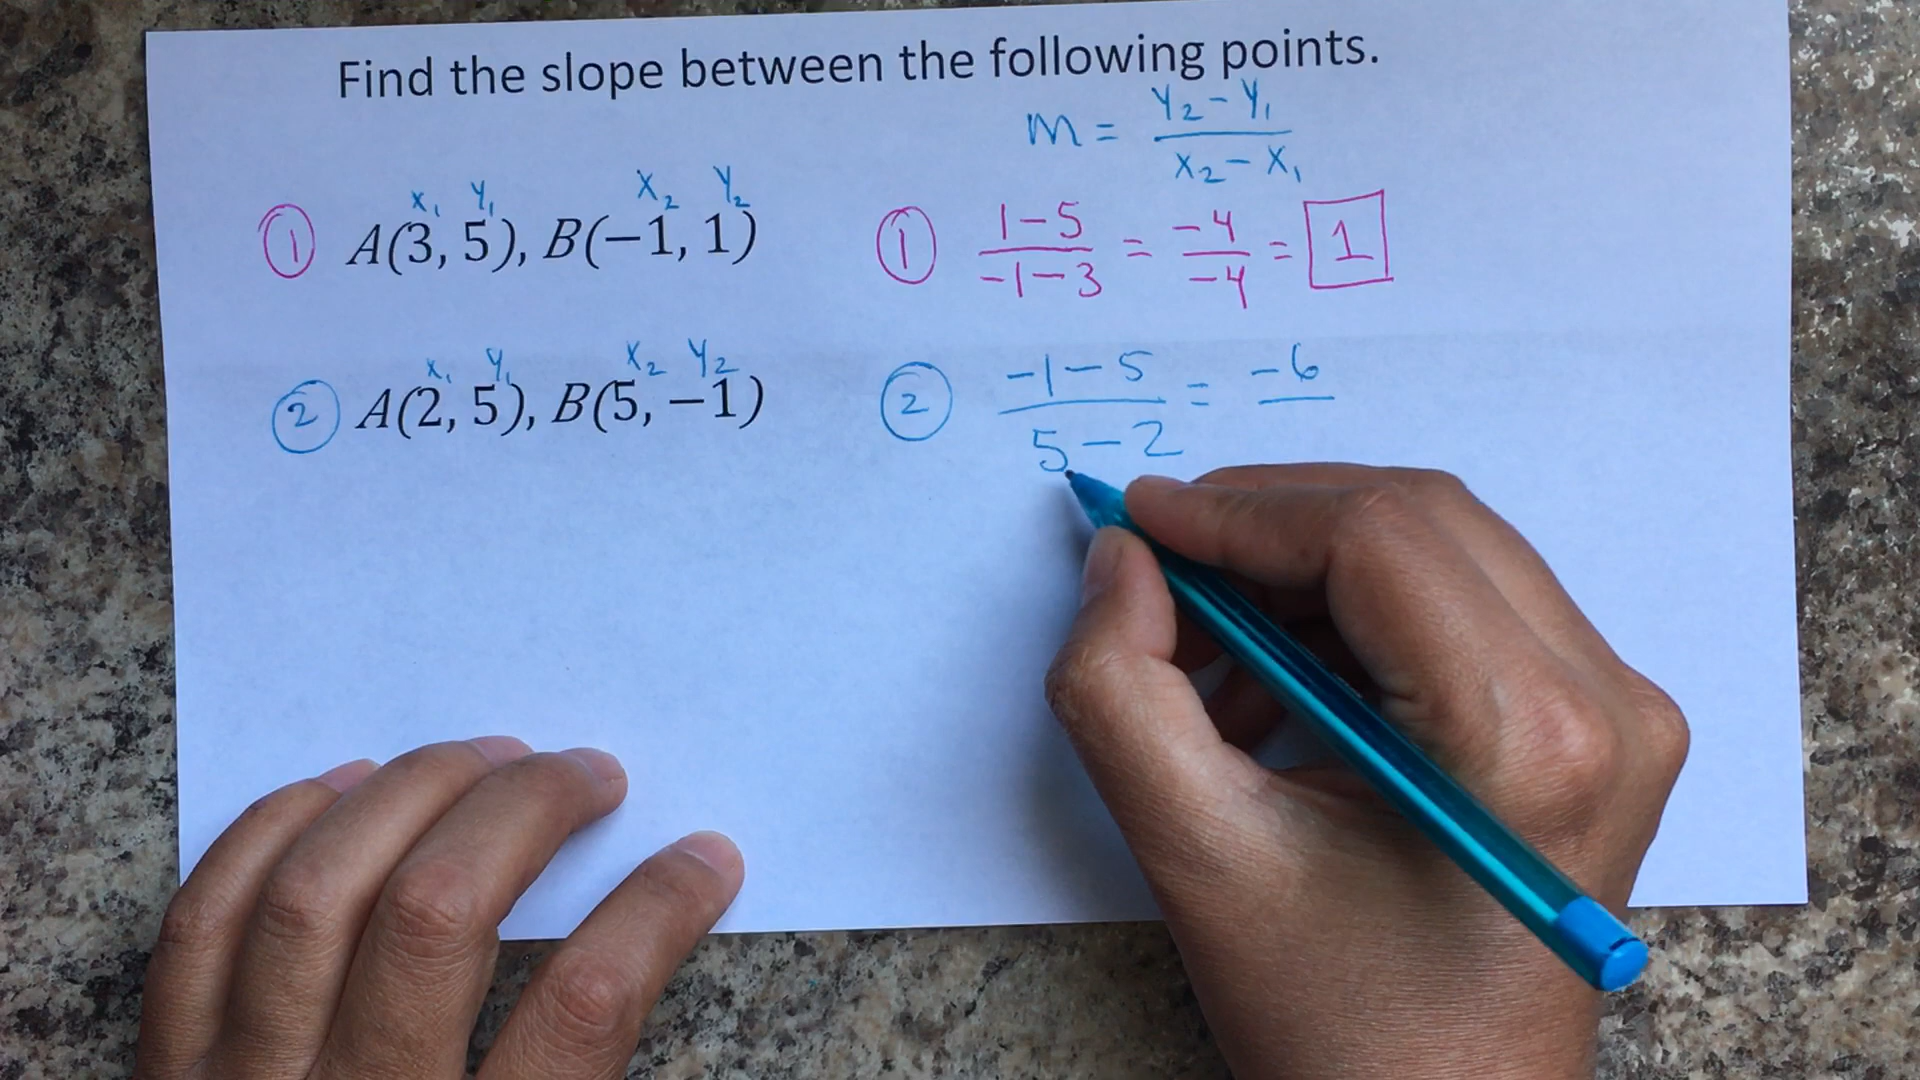 Find the slope between the following points.
m = y₂ - y₁
x₂ - x₁
x₁ y₁ x₂ y₂
① A(3, 5), B(−1, 1)
① 1-5 = -4 = 1
-1-3 -4
x₁ y₁ x₂ y₂
② A(2, 5), B(5, −1)
② -1-5 = -6
5-2